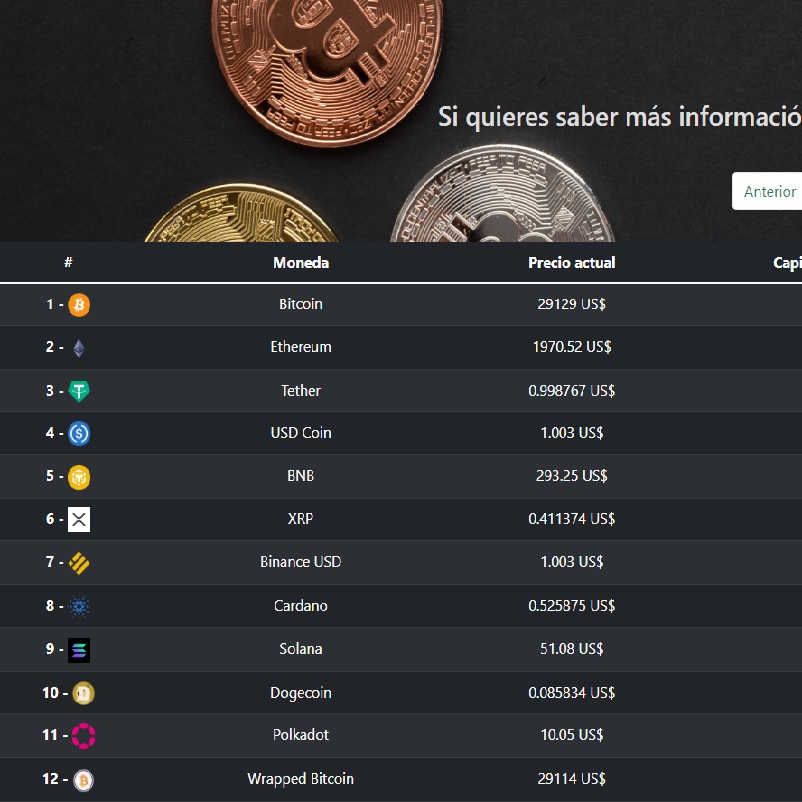 Si quieres saber más informació
Anterior
# Moneda Precio actual Capi
1 - Bitcoin 29129 US$
2 - Ethereum 1970.52 US$
3 - Tether 0.998767 US$
4 - USD Coin 1.003 US$
5 - BNB 293.25 US$
6 - XRP 0.411374 US$
7 - Binance USD 1.003 US$
8 - Cardano 0.525875 US$
9 - Solana 51.08 US$
10 - Dogecoin 0.085834 US$
11 - Polkadot 10.05 US$
12 - Wrapped Bitcoin 29114 US$